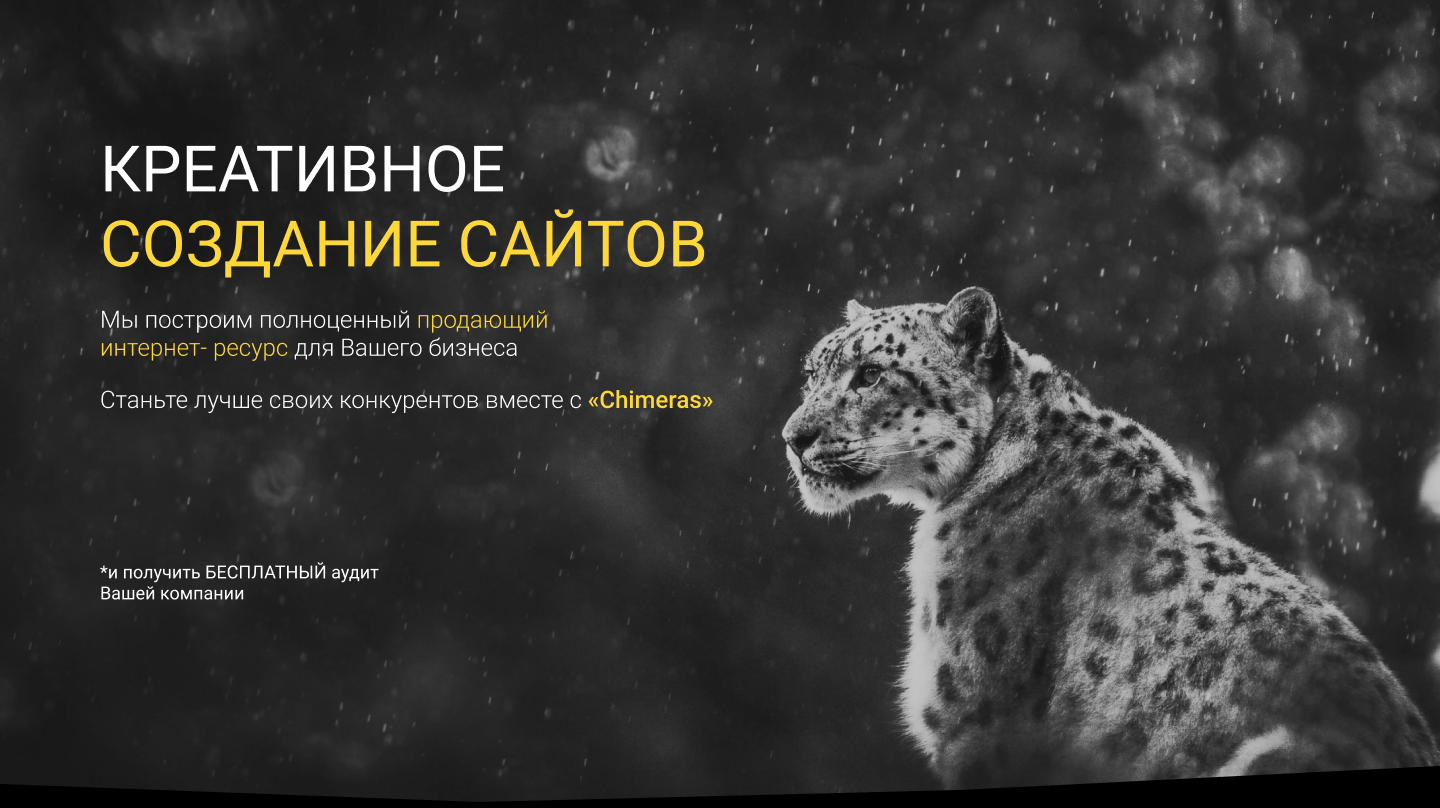 КРЕАТИВНОЕ
СОЗДАНИЕ САЙТОВ
Мы построим полноценный продающий
интернет- ресурс для Вашего бизнеса
Станьте лучше своих конкурентов вместе с «Chimeras»
*и получить БЕСПЛАТНЫЙ аудит
Вашей компании